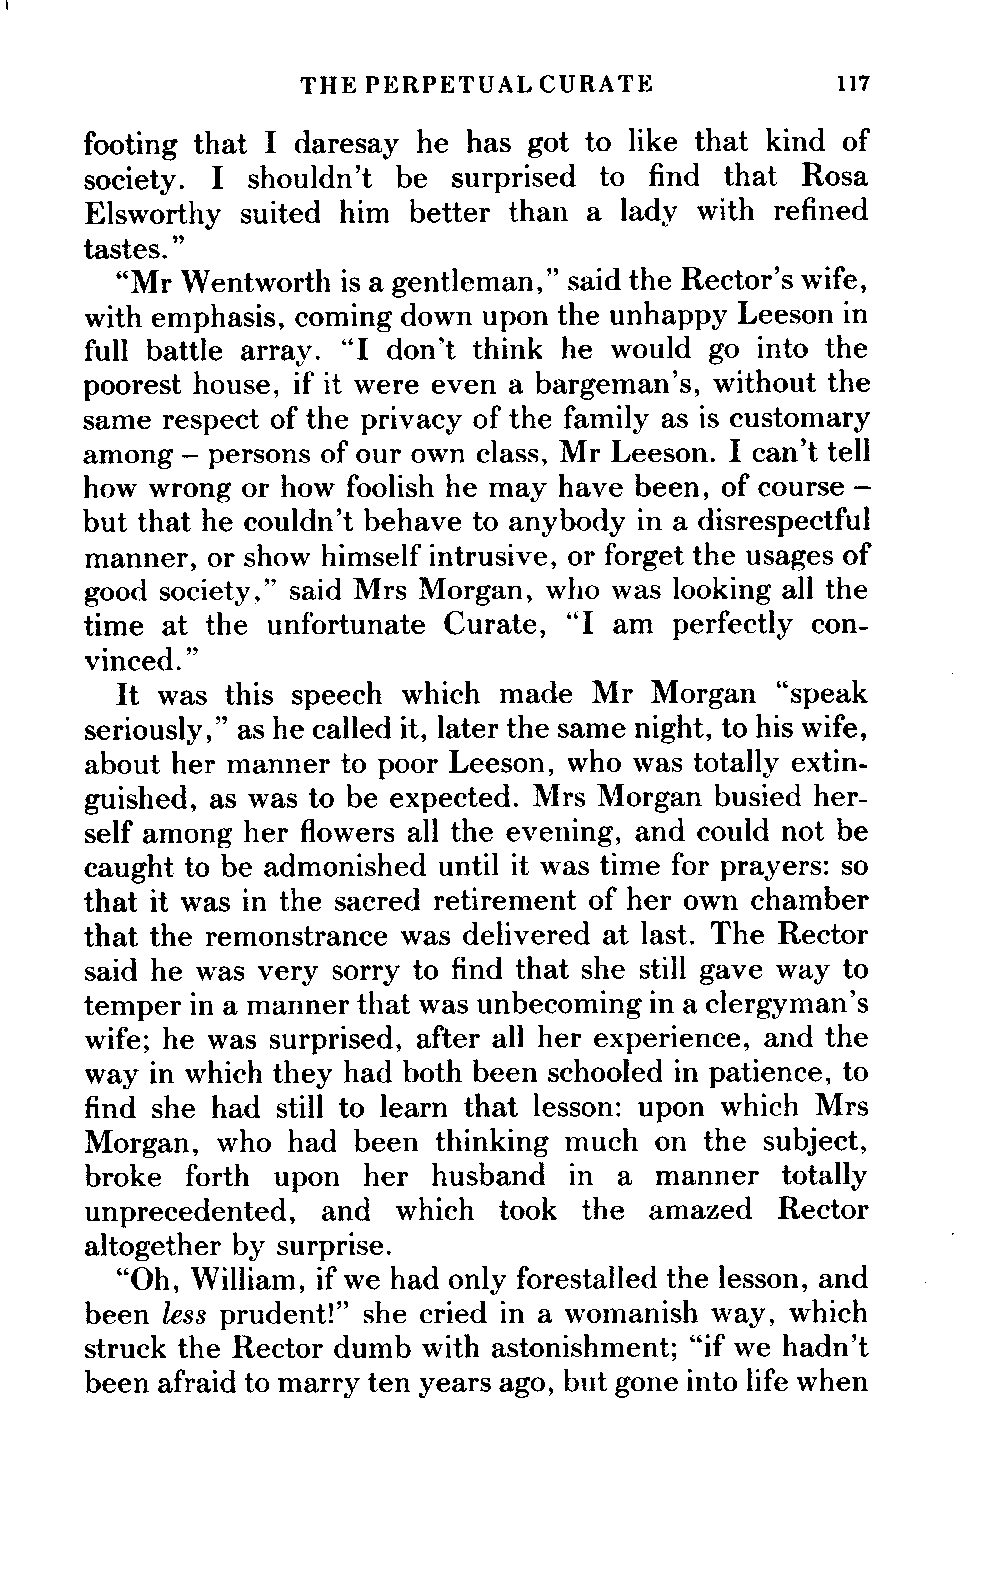 THE PERPETUAL CURATE 117
footing that I daresay he has got to like that kind of
society. I shouldn't be surprised to find that Rosa
Elsworthy suited him better than a lady with refined
tastes."
"Mr Wentworth is a gentleman," said the Rector's wife,
with emphasis, coming down upon the unhappy Leeson in
full battle array. "I don't think he would go into the
poorest house, if it were even a bargeman's, without the
same respect of the privacy of the family as is customary
among – persons of our own class, Mr Leeson. I can't tell
how wrong or how foolish he may have been, of course –
but that he couldn't behave to anybody in a disrespectful
manner, or show himself intrusive, or forget the usages of
good society," said Mrs Morgan, who was looking all the
time at the unfortunate Curate, "I am perfectly con-
vinced."
It was this speech which made Mr Morgan "speak
seriously," as he called it, later the same night, to his wife,
about her manner to poor Leeson, who was totally extin-
guished, as was to be expected. Mrs Morgan busied her-
self among her flowers all the evening, and could not be
caught to be admonished until it was time for prayers: so
that it was in the sacred retirement of her own chamber
that the remonstrance was delivered at last. The Rector
said he was very sorry to find that she still gave way to
temper in a manner that was unbecoming in a clergyman's
wife; he was surprised, after all her experience, and the
way in which they had both been schooled in patience, to
find she had still to learn that lesson: upon which Mrs
Morgan, who had been thinking much on the subject,
broke forth upon her husband in a manner totally
unprecedented, and which took the amazed Rector
altogether by surprise.
"Oh, William, if we had only forestalled the lesson, and
been less prudent!" she cried in a womanish way, which
struck the Rector dumb with astonishment; "if we hadn't
been afraid to marry ten years ago, but gone into life when